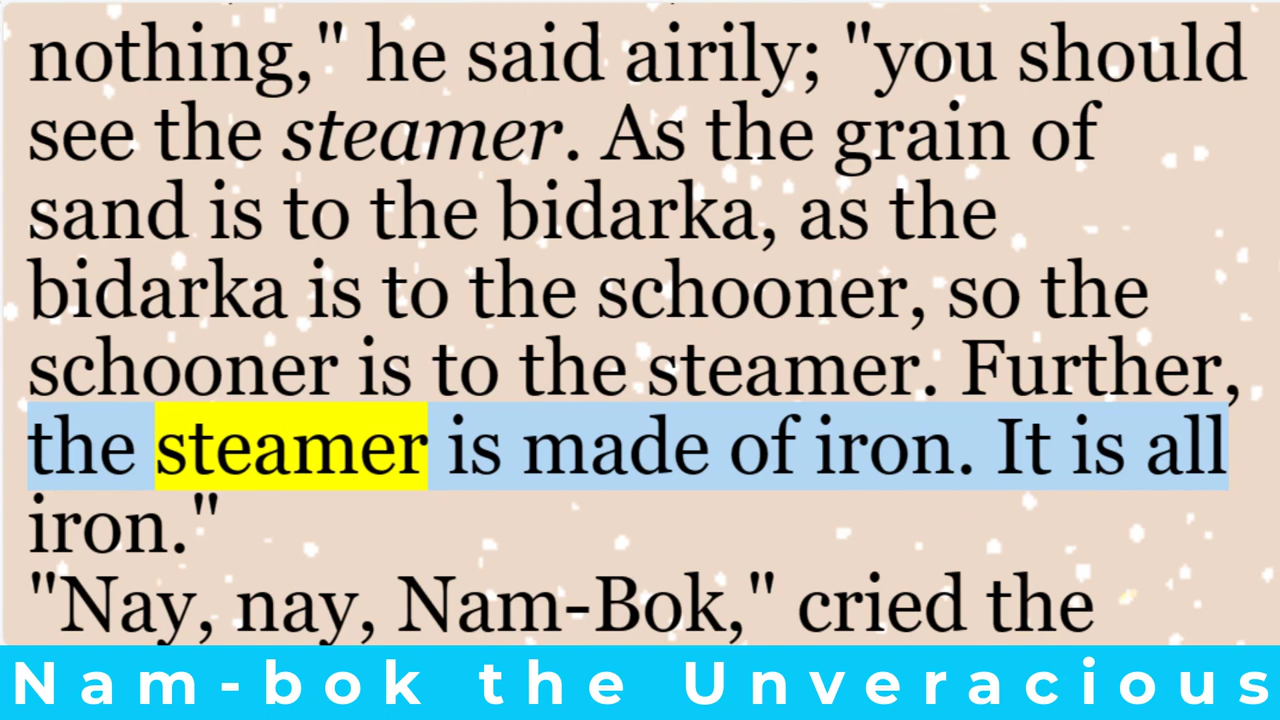 nothing," he said airily; "you should
see the steamer. As the grain of
sand is to the bidarka, as the
bidarka is to the schooner, so the
schooner is to the steamer. Further,
the steamer is made of iron. It is all
iron."
"Nay, nay, Nam-Bok," cried the
Nam-bok the Unveracious